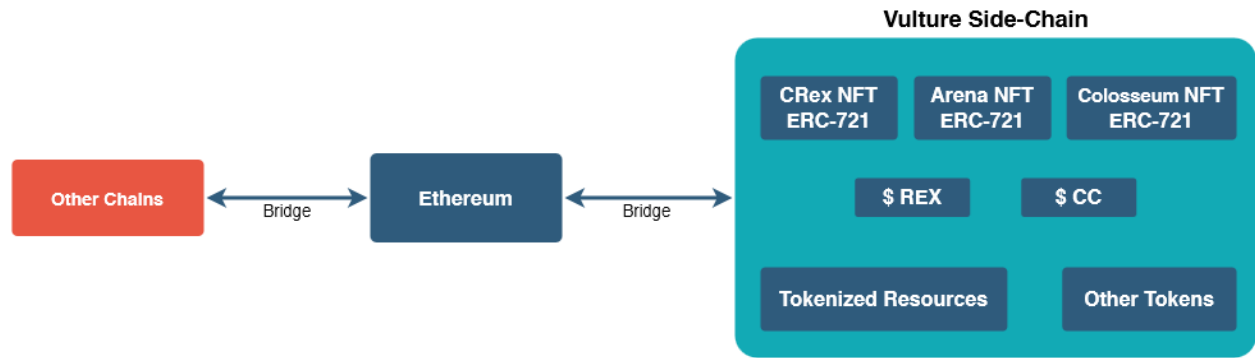 Vulture Side-Chain
CRex NFT
ERC-721
Arena NFT
ERC-721
Colosseum NFT
ERC-721
Other Chains
Bridge
Ethereum
Bridge
$ REX
$ CC
Tokenized Resources
Other Tokens